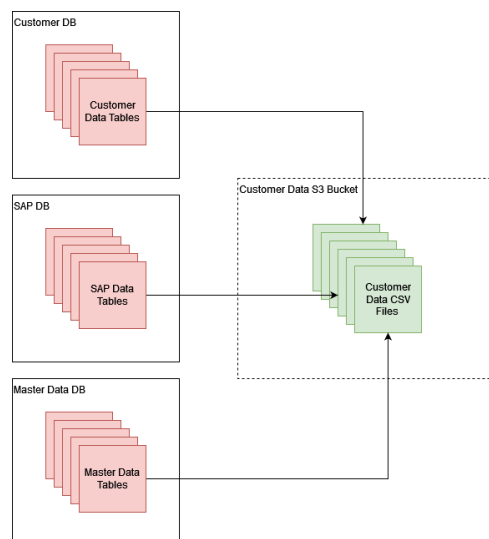 Customer DB
Customer
Data Tables
Customer Data S3 Bucket
SAP DB
SAP Data
Tables
Customer
Data CSV
Files
Master Data DB
Master Data
Tables